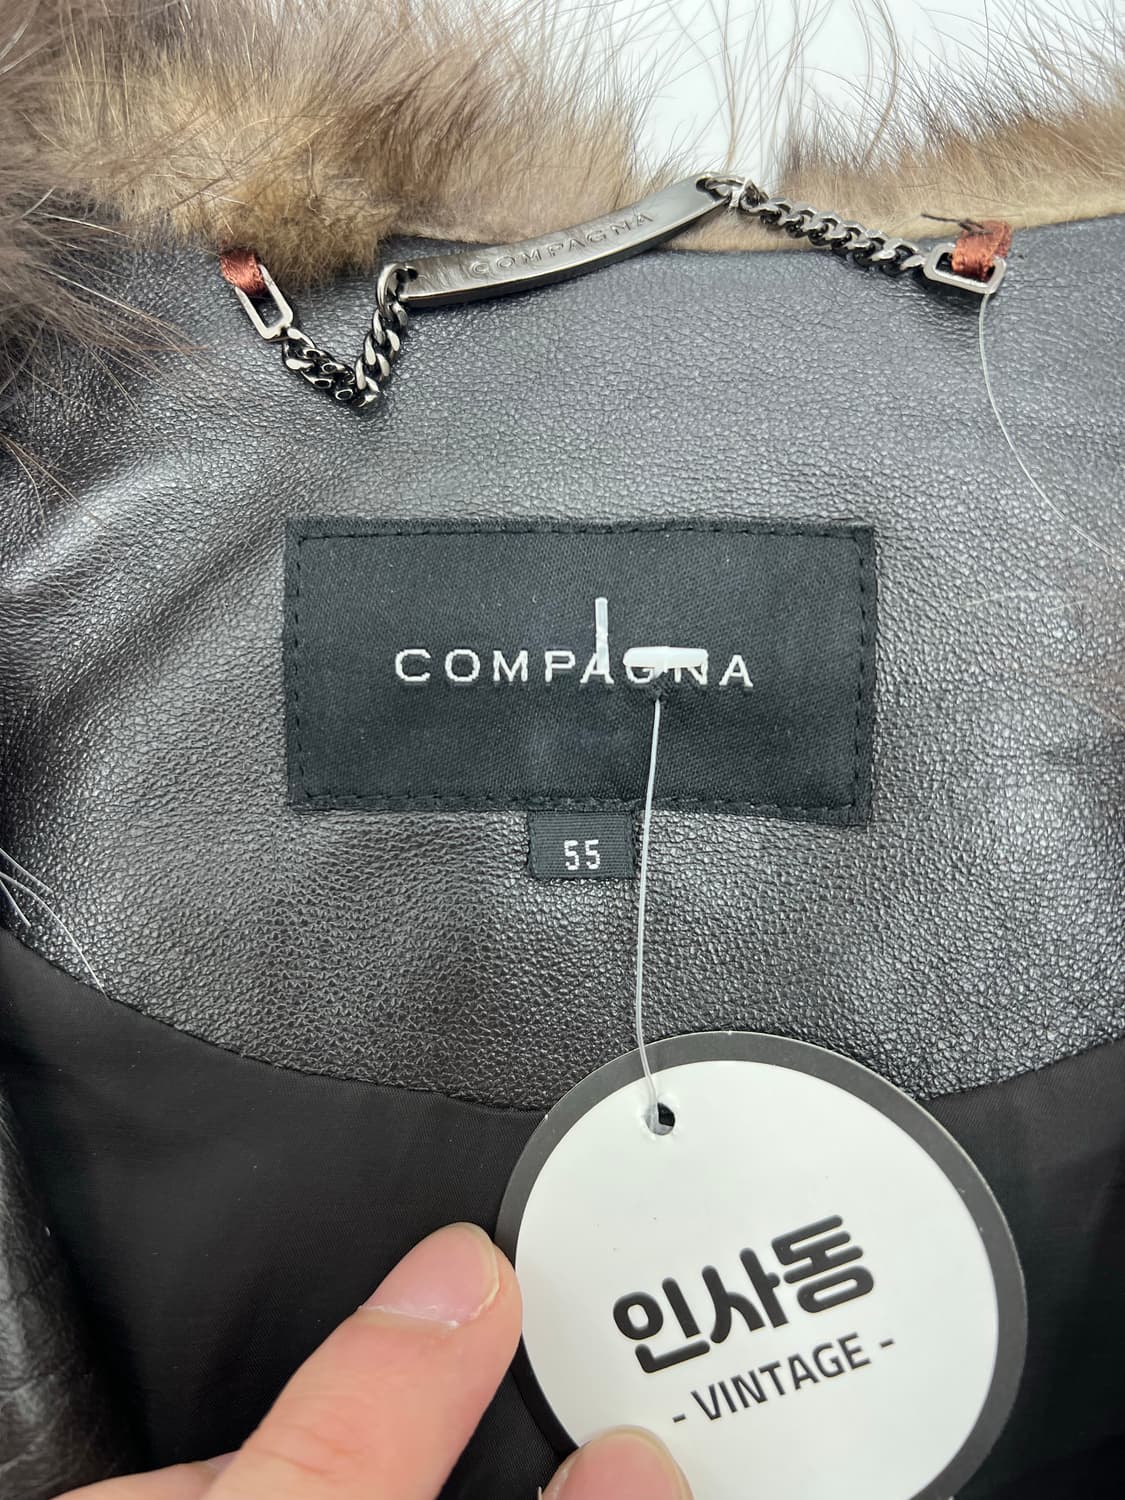 COMPAGNA
COMPAGNA
55
인사동
- VINTAGE -